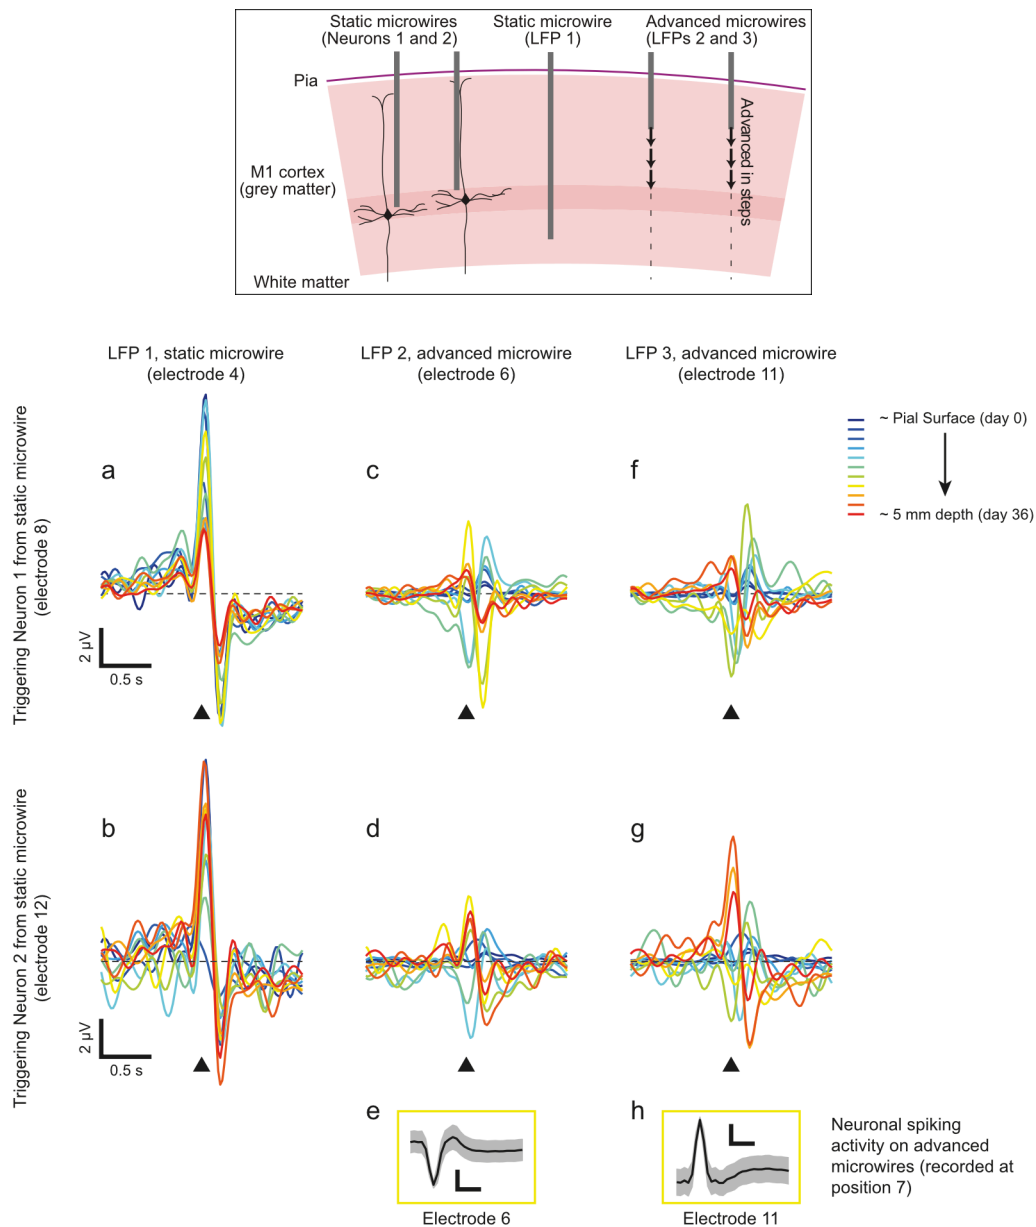 Static microwires
(Neurons 1 and 2)
Static microwire
(LFP 1)
Advanced microwires
(LFPs 2 and 3)
Pia
M1 cortex
(grey matter)
White matter
Advanced in
steps
LFP 1, static microwire
(electrode 4)
LFP 2, advanced microwire
(electrode 6)
LFP 3, advanced microwire
(electrode 11)
Triggering Neuron 1 from static microwire
(electrode 8)
a
c
f
~ Pial Surface (day 0)
~ 5 mm depth (day 36)
2 µV
0.5 s
Triggering Neuron 2 from static microwire
(electrode 12)
b
d
g
2 µV
0.5 s
e
h
Neuronal spiking
activity on advanced
microwires (recorded at
position 7)
Electrode 6
Electrode 11